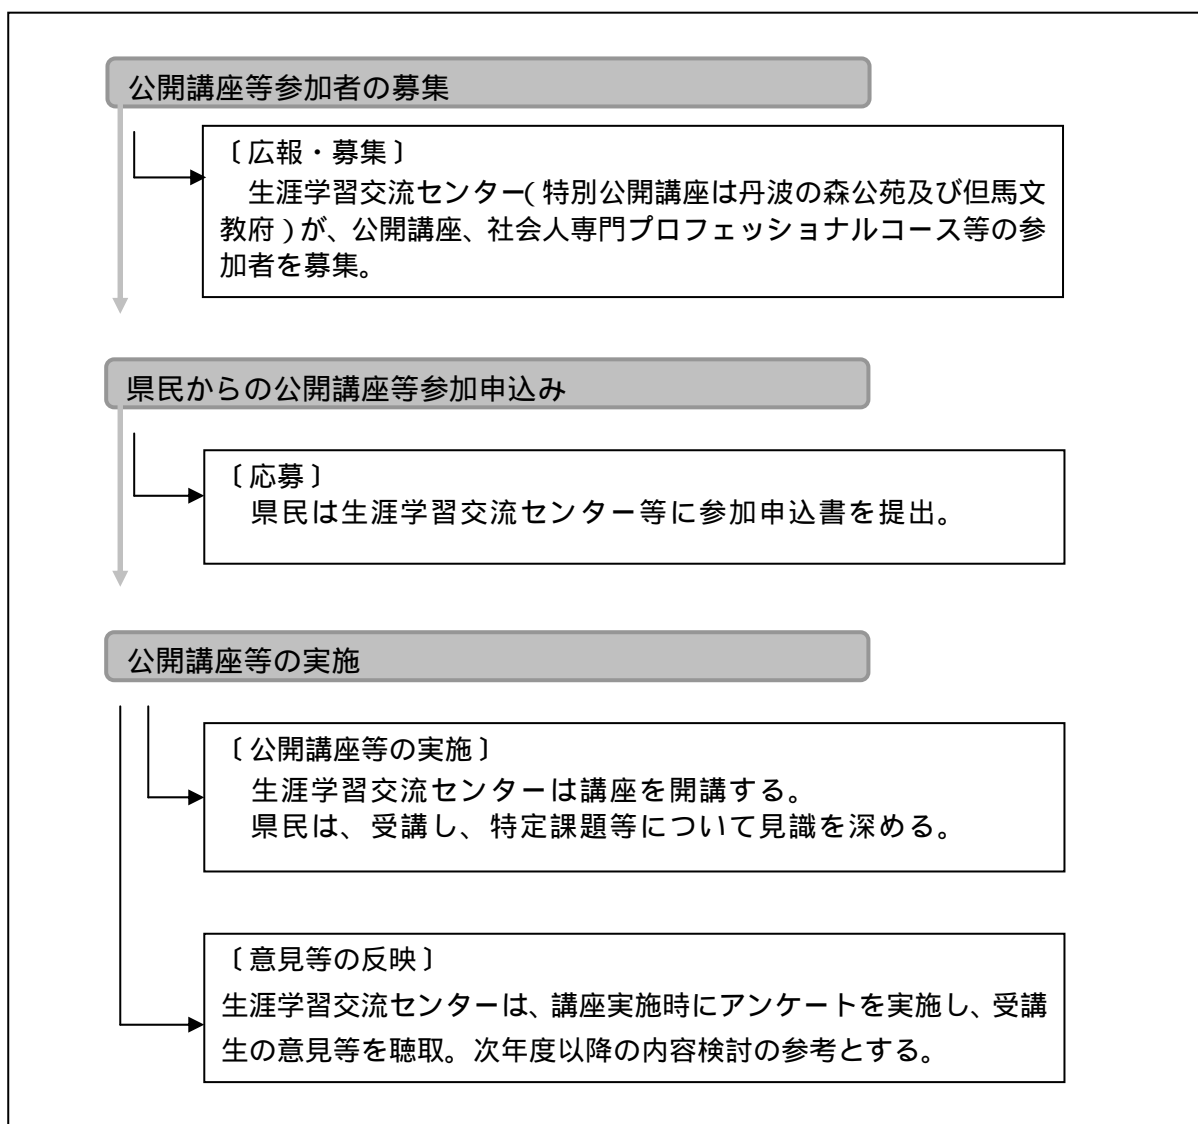 公開講座等参加者の募集
〔広報・募集〕
生涯学習交流センター(特別公開講座は丹波の森公苑及び但馬文
教府)が、公開講座、社会人専門プロフェッショナルコース等の参
加者を募集。
県民からの公開講座等参加申込み
〔応募〕
県民は生涯学習交流センター等に参加申込書を提出。
公開講座等の実施
〔公開講座等の実施〕
生涯学習交流センターは講座を開講する。
県民は、受講し、特定課題等について見識を深める。
〔意見等の反映〕
生涯学習交流センターは、講座実施時にアンケートを実施し、受講
生の意見等を聴取。次年度以降の内容検討の参考とする。